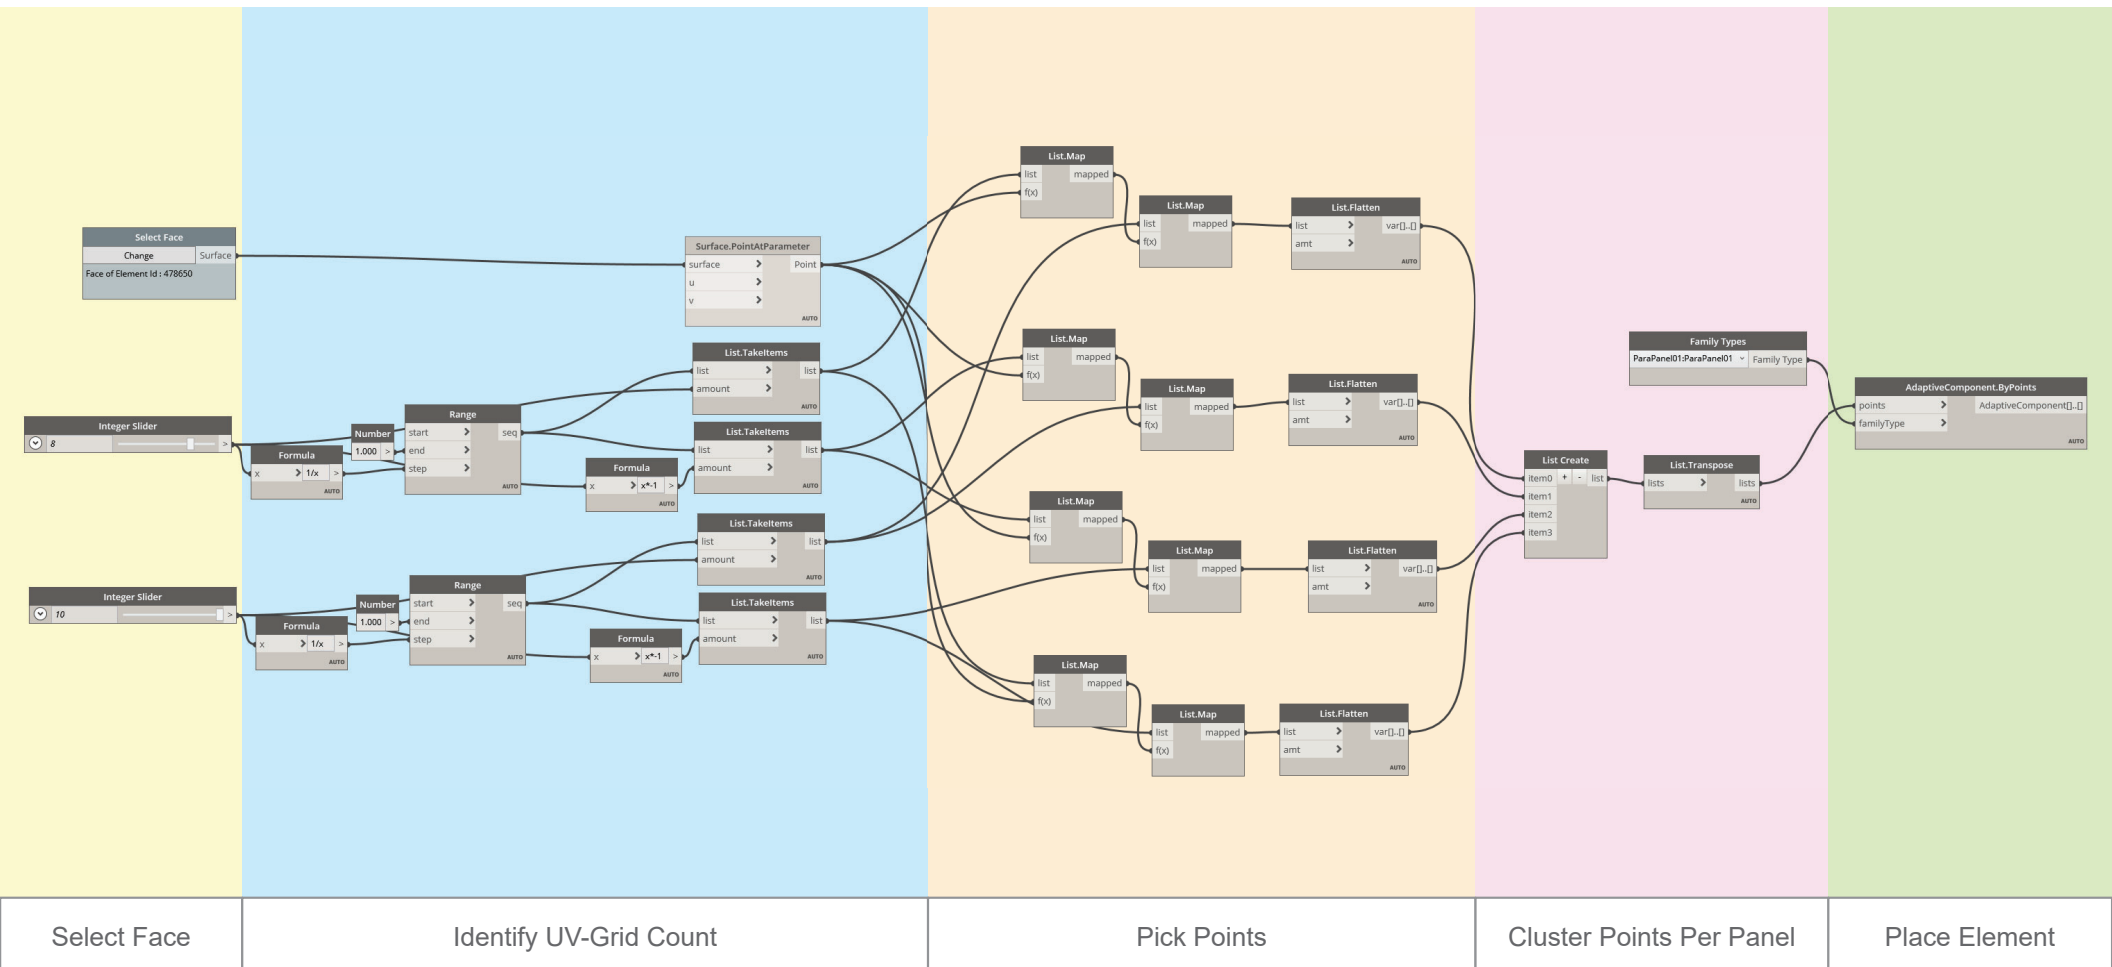 Select Face
Change
Surface
Face of Element Id : 478650
Integer Slider
8
>
Integer Slider
10
>
Formula
x
> 1/x >
AUTO
Number
1.000 >
Range
start >
seq
end >
step >
AUTO
Formula
x
> x*-1 >
AUTO
Formula
x
> 1/x >
AUTO
Number
1.000 >
Range
start >
seq
end >
step >
AUTO
Formula
x
> x*-1 >
AUTO
Surface.PointAtParameter
surface >
Point
u >
v >
AUTO
List.TakeItems
list >
list
amount >
AUTO
List.TakeItems
list >
list
amount >
AUTO
List.TakeItems
list >
list
amount >
AUTO
List.TakeItems
list >
list
amount >
AUTO
List.Map
list
mapped
f(x)
List.Map
list
mapped
f(x)
List.Flatten
list >
var[]..[]
amt >
AUTO
List.Map
list
mapped
f(x)
List.Map
list
mapped
f(x)
List.Flatten
list >
var[]..[]
amt >
AUTO
List.Map
list
mapped
f(x)
List.Map
list
mapped
f(x)
List.Flatten
list >
var[]..[]
amt >
AUTO
List.Map
list
mapped
f(x)
List.Map
list
mapped
f(x)
List.Flatten
list >
var[]..[]
amt >
AUTO
List Create
item0 + - list
item1
item2
item3
Family Types
ParaPanel01:ParaPanel01
Family Type
List.Transpose
lists >
lists
AUTO
AdaptiveComponent.ByPoints
points >
AdaptiveComponent[]..[]
familyType >
AUTO
Select Face
Identify UV-Grid Count
Pick Points
Cluster Points Per Panel
Place Element